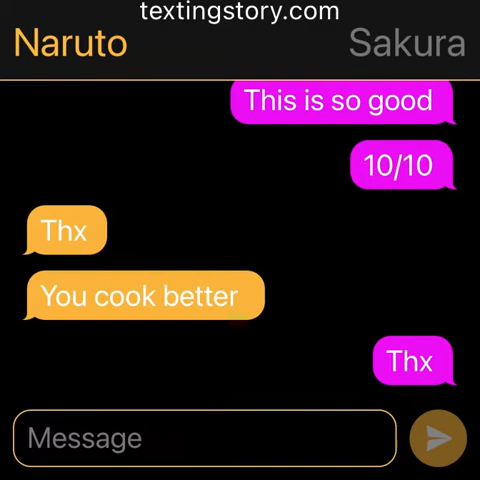 textingstory.com
Naruto Sakura
This is so good
10/10
Thx
You cook better
Thx
Message